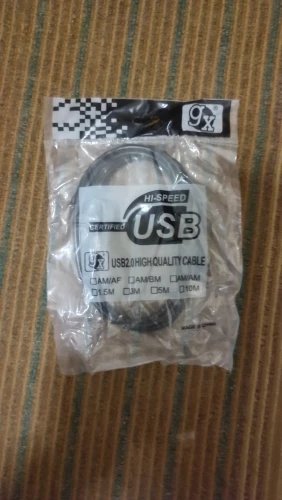 gx
HI-SPEED
CERTIFIED USB
gx USB2.0 HIGH QUALITY CABLE
AM/AF AM/BM AM/AM
1.5M 3M 5M 10M